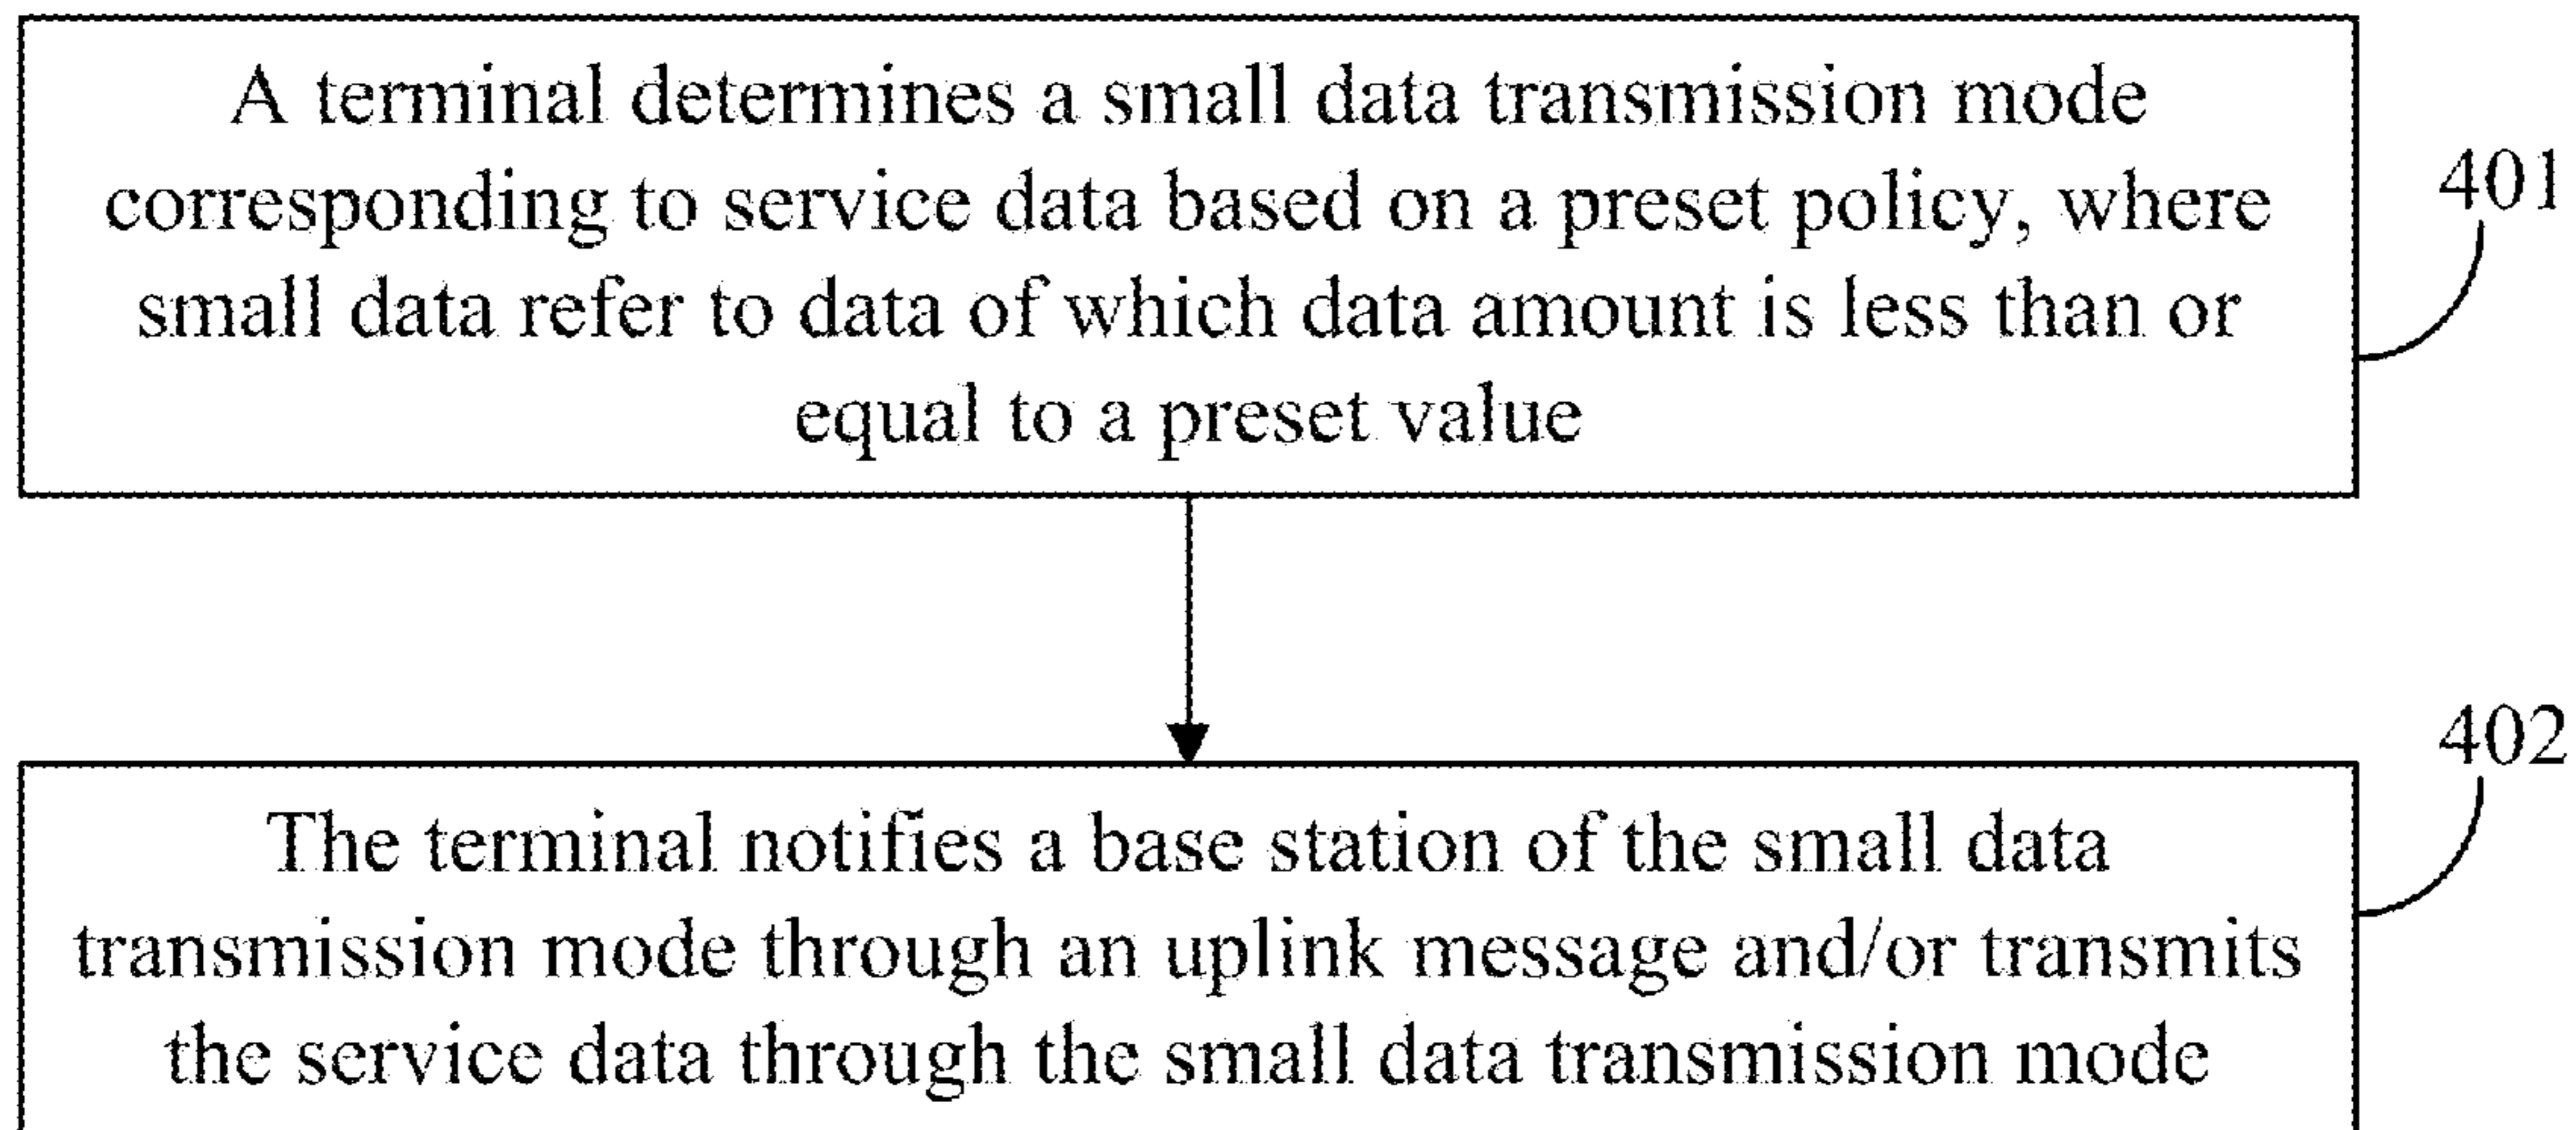 A terminal determines a small data transmission mode
corresponding to service data based on a preset policy, where
small data refer to data of which data amount is less than or
equal to a preset value
401
402
The terminal notifies a base station of the small data
transmission mode through an uplink message and/or transmits
the service data through the small data transmission mode